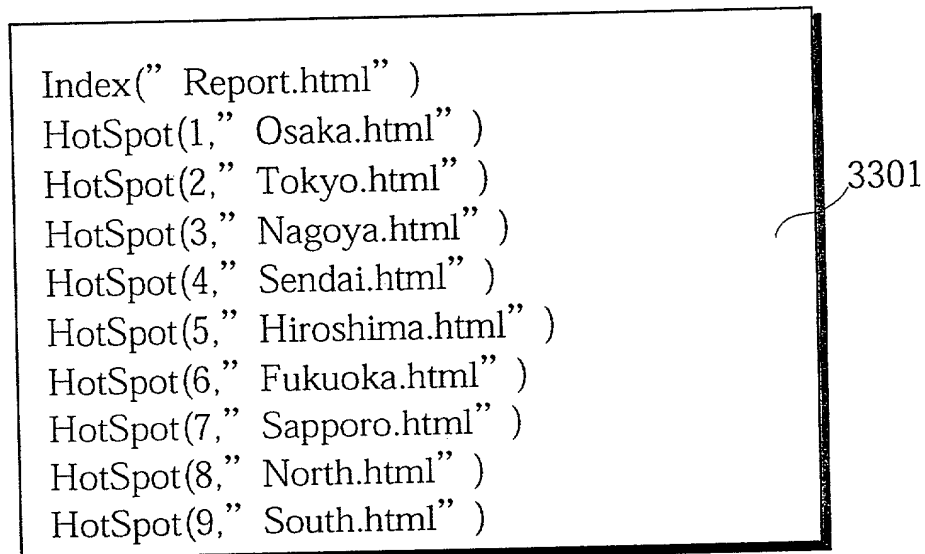 Index(” Report.html” )
HotSpot(1,” Osaka.html” )
HotSpot(2,” Tokyo.html” )
HotSpot(3,” Nagoya.html” )
HotSpot(4,” Sendai.html” )
HotSpot(5,” Hiroshima.html” )
HotSpot(6,” Fukuoka.html” )
HotSpot(7,” Sapporo.html” )
HotSpot(8,” North.html” )
HotSpot(9,” South.html” )
3301